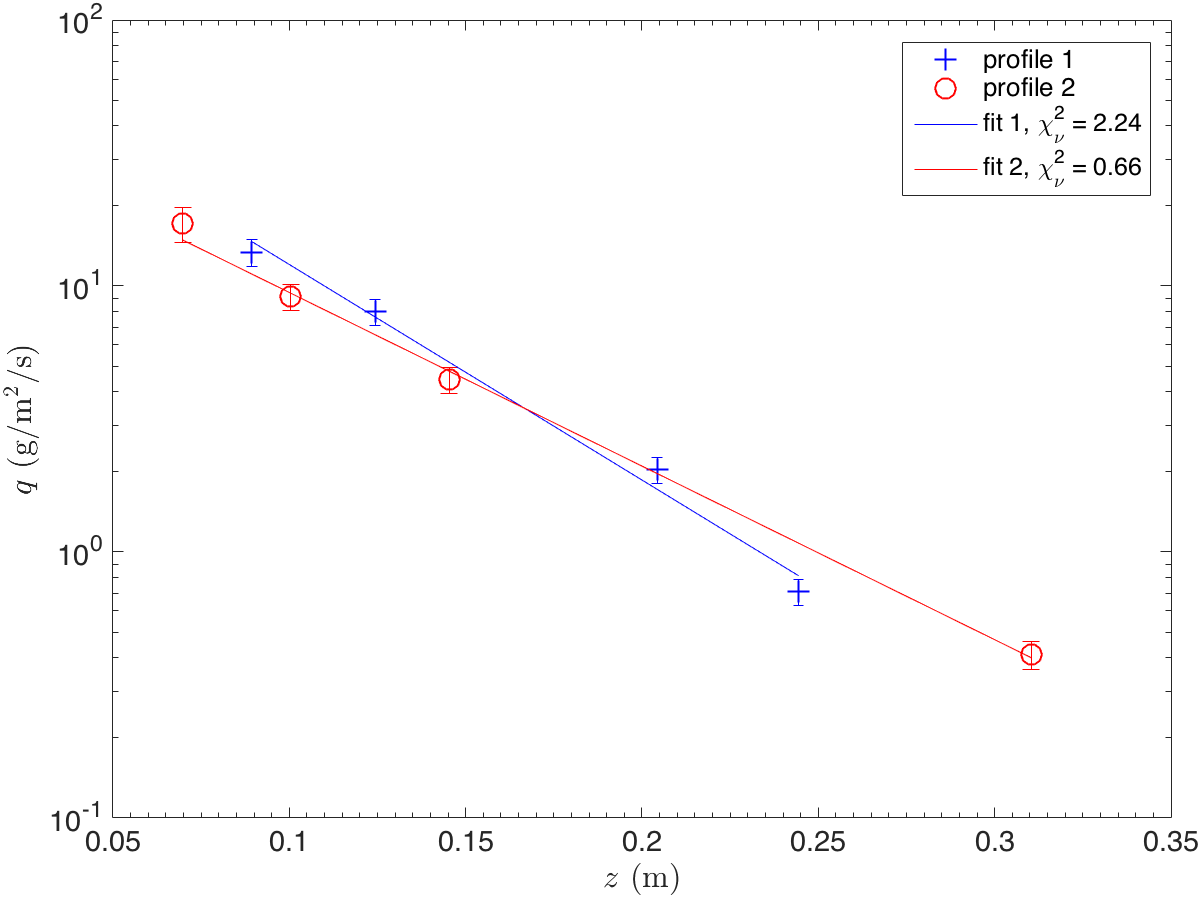 10^2
10^1
10^0
10^-1
q (g/m^2/s)
0.05 0.1 0.15 0.2 0.25 0.3 0.35
z (m)
profile 1
profile 2
fit 1, χ_ν^2 = 2.24
fit 2, χ_ν^2 = 0.66